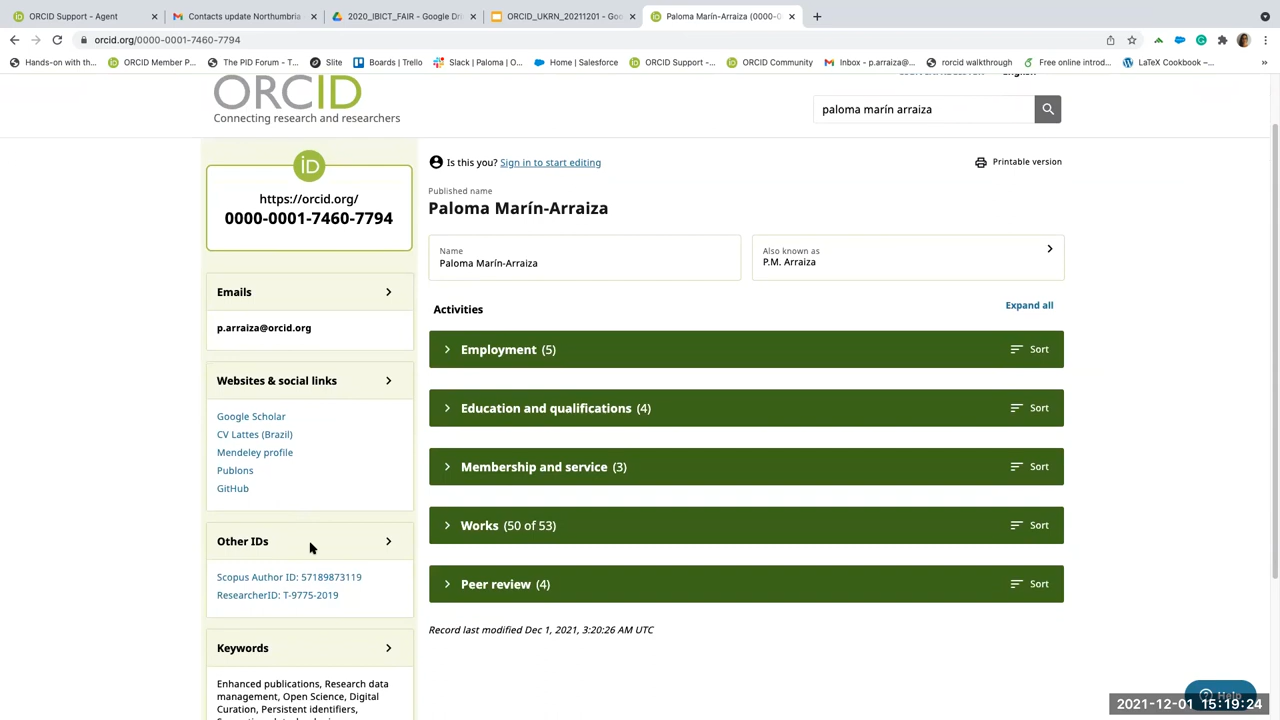 ORCID Support - Agent
Contacts update Northumbria
2020_IBICT_FAIR - Google Dri
ORCID_UKRN_20211201 - Goo
Paloma Marín-Arraiza (0000-0
orcid.org/0000-0001-7460-7794
Hands-on with th...
ORCID Member P...
The PID Forum - T...
Slite
Boards | Trello
Slack | Paloma | O...
Home | Salesforce
ORCID Support -...
ORCID Community
Inbox - p.arraiza@...
rorcid walkthrough
Free online introd...
LaTeX Cookbook –...
ORCID
Connecting research and researchers
English
paloma marín arraiza
iD
https://orcid.org/
0000-0001-7460-7794
Is this you? Sign in to start editing
Printable version
Published name
Paloma Marín-Arraiza
Name
Paloma Marín-Arraiza
Also known as
P.M. Arraiza
Emails
p.arraiza@orcid.org
Websites & social links
Google Scholar
CV Lattes (Brazil)
Mendeley profile
Publons
GitHub
Other IDs
Scopus Author ID: 57189873119
ResearcherID: T-9775-2019
Keywords
Enhanced publications, Research data
management, Open Science, Digital
Curation, Persistent identifiers,
Activities
Expand all
Employment (5)
Sort
Education and qualifications (4)
Sort
Membership and service (3)
Sort
Works (50 of 53)
Sort
Peer review (4)
Sort
Record last modified Dec 1, 2021, 3:20:26 AM UTC
Help
2021-12-01 15:19:24